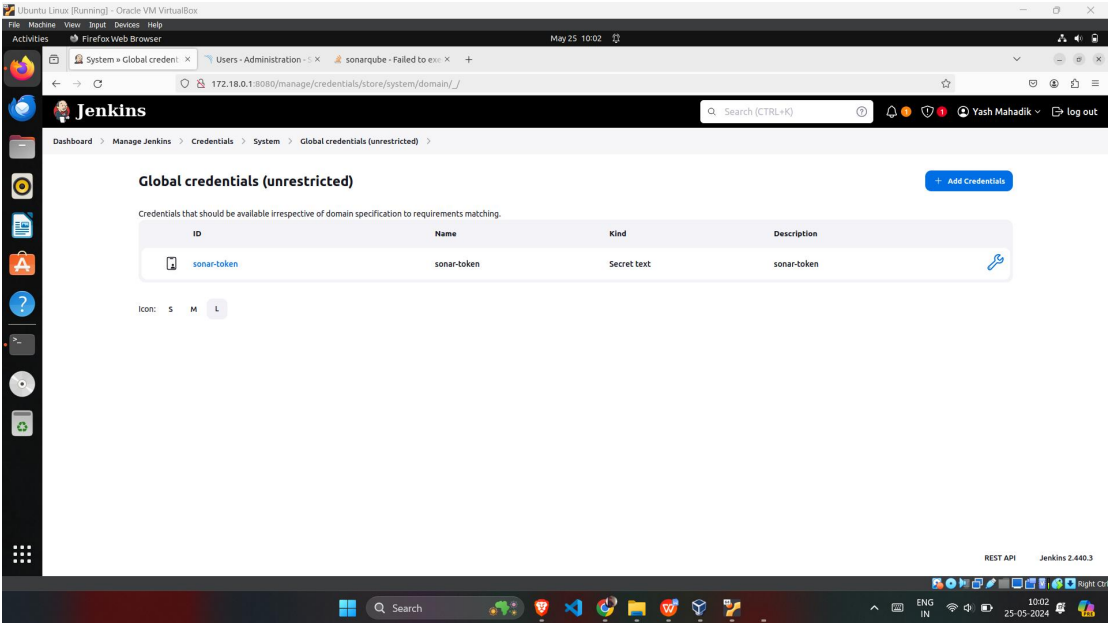 Ubuntu Linux [Running] - Oracle VM VirtualBox
File Machine View Input Devices Help
Activities Firefox Web Browser May 25 10:02
System » Global credent × Users - Administration - S × sonarqube - Failed to exe × +
172.18.0.1:8080/manage/credentials/store/system/domain/_/
Jenkins Search (CTRL+K) 1 1 Yash Mahadik log out
Dashboard > Manage Jenkins > Credentials > System > Global credentials (unrestricted) >
Global credentials (unrestricted) + Add Credentials
Credentials that should be available irrespective of domain specification to requirements matching.
ID Name Kind Description
sonar-token sonar-token Secret text sonar-token
Icon: S M L
REST API Jenkins 2.440.3
Right Ctrl
Search ENG 10:02
IN 25-05-2024